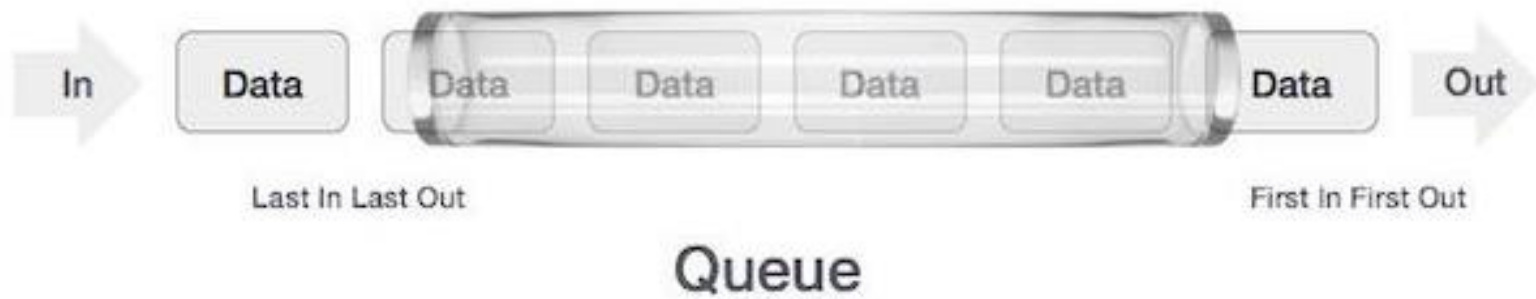 In Data Data Data Data Data Data Out
Last In Last Out First In First Out
Queue